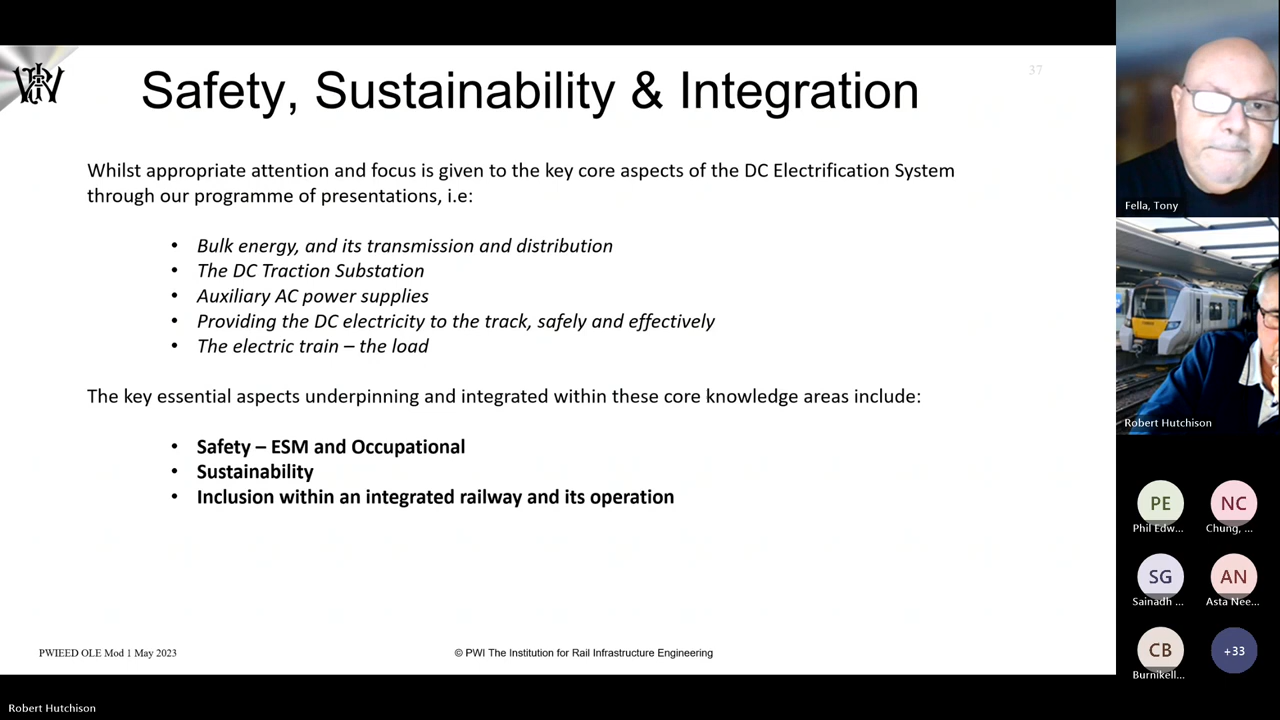 37
Safety, Sustainability & Integration
Whilst appropriate attention and focus is given to the key core aspects of the DC Electrification System
through our programme of presentations, i.e:
• Bulk energy, and its transmission and distribution
• The DC Traction Substation
• Auxiliary AC power supplies
• Providing the DC electricity to the track, safely and effectively
• The electric train – the load
The key essential aspects underpinning and integrated within these core knowledge areas include:
• Safety – ESM and Occupational
• Sustainability
• Inclusion within an integrated railway and its operation
PWIEED OLE Mod 1 May 2023
© PWI The Institution for Rail Infrastructure Engineering
Robert Hutchison
Fella, Tony
Robert Hutchison
PE
NC
Phil Edw...
Chung, ...
SG
AN
Sainadh ...
Asta Nee...
CB
+33
Burnikell...